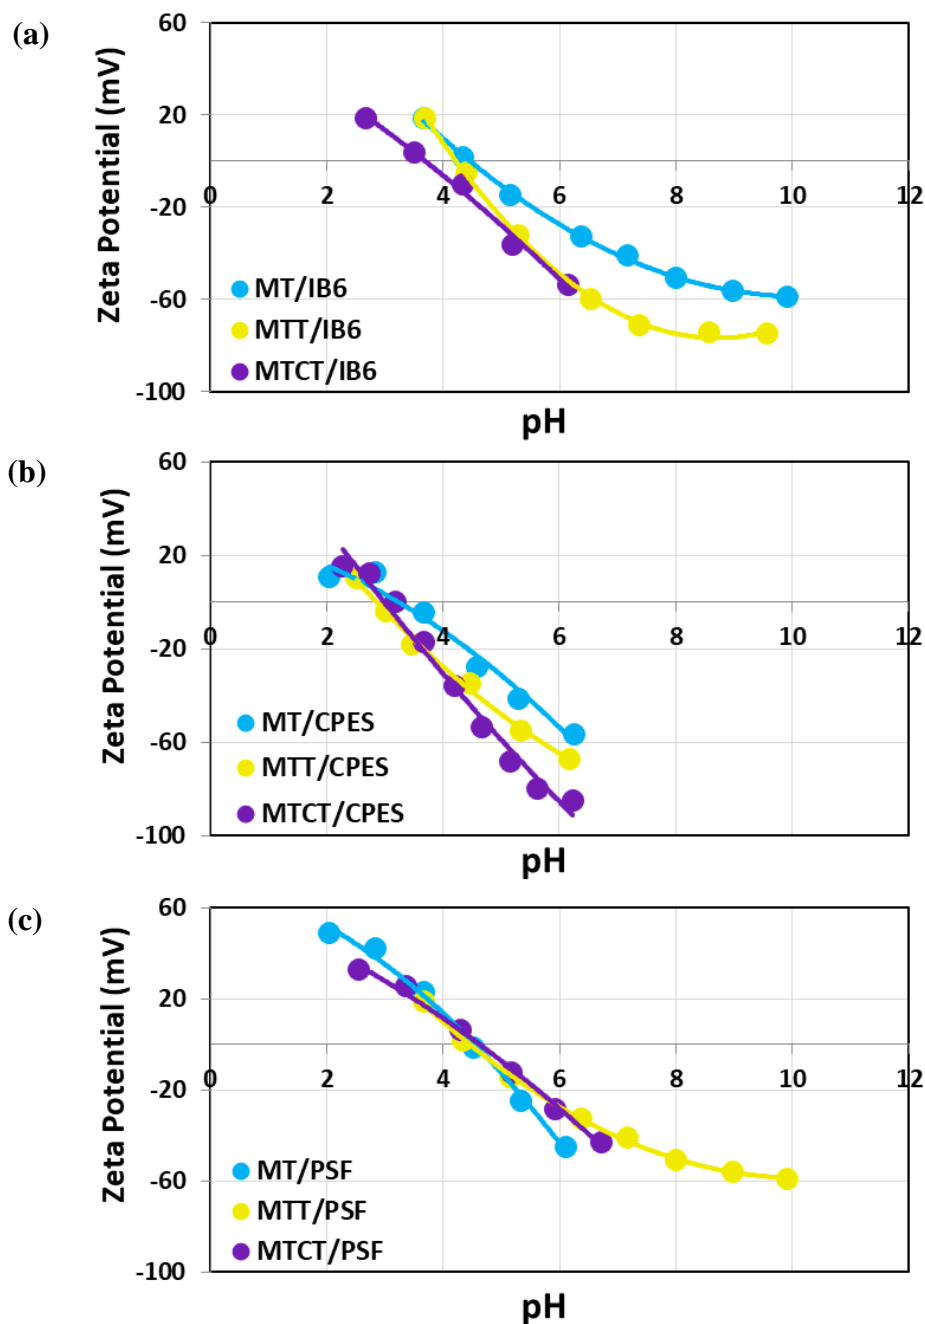 (a)
Zeta Potential (mV)
60
20
-20
-60
-100
0 2 4 6 8 10 12
MT/IB6
MTT/IB6
MTCT/IB6
pH
(b)
Zeta Potential (mV)
60
20
-20
-60
-100
0 2 4 6 8 10 12
MT/CPES
MTT/CPES
MTCT/CPES
pH
(c)
Zeta Potential (mV)
60
20
-20
-60
-100
0 2 4 6 8 10 12
MT/PSF
MTT/PSF
MTCT/PSF
pH